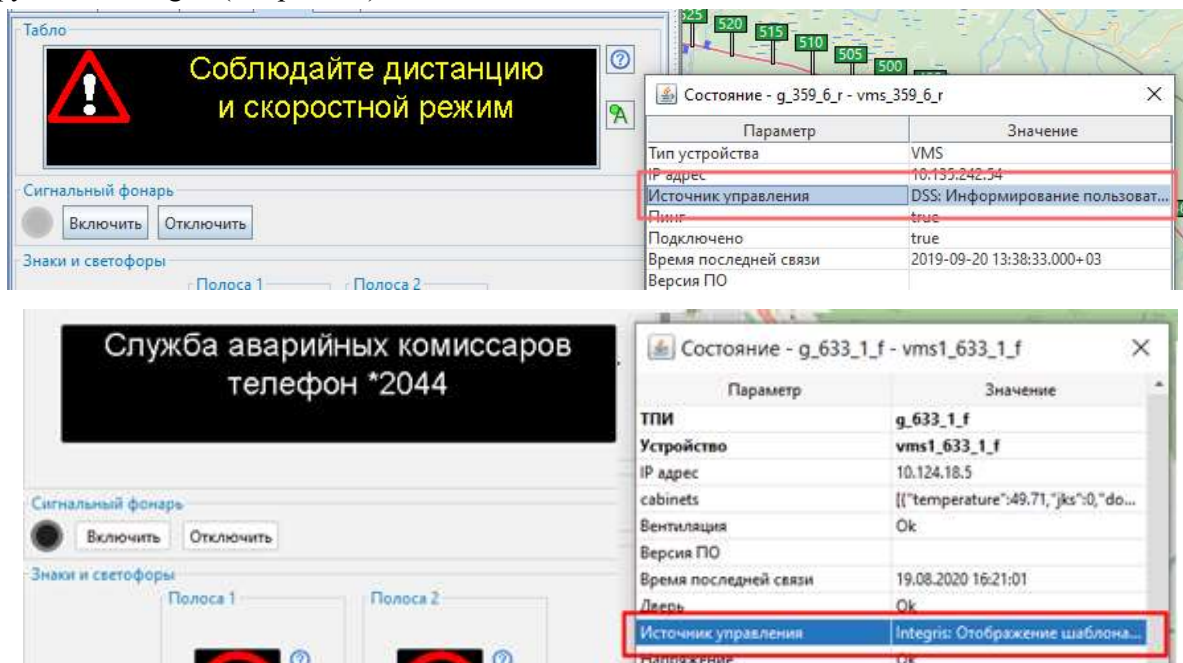 Табло
Соблюдайте дистанцию
и скоростной режим
Сигнальный фонарь
Включить Отключить
Знаки и светофоры
Полоса 1 Полоса 2
525 520 515 510 505 500
Состояние - g_359_6_r - vms_359_6_r
Параметр Значение
Тип устройства VMS
IP адрес 10.135.242.54
Источник управления DSS: Информирование пользоват...
Пинг true
Подключено true
Время последней связи 2019-09-20 13:38:33.000+03
Версия ПО
Служба аварийных комиссаров
телефон *2044
Сигнальный фонарь
Включить Отключить
Знаки и светофоры
Полоса 1 Полоса 2
Состояние - g_633_1_f - vms1_633_1_f
Параметр Значение
ТПИ g_633_1_f
Устройство vms1_633_1_f
IP адрес 10.124.18.5
cabinets [{"temperature":49.71,"jks":0,"do...
Вентиляция Ok
Версия ПО
Время последней связи 19.08.2020 16:21:01
Дверь Ok
Источник управления Integris: Отображение шаблона...
Напряжение Ok